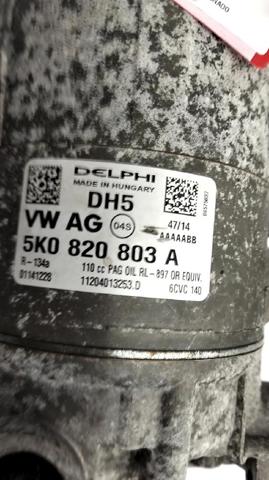 DELPHI
MADE IN HUNGARY
DH5
VW AG 04S 47/14
AAAAABB
5K0 820 803 A
R-134a 110 cc PAG OIL RL-897 OR EQUIV.
01141228 6CVC 140
11204013253.D